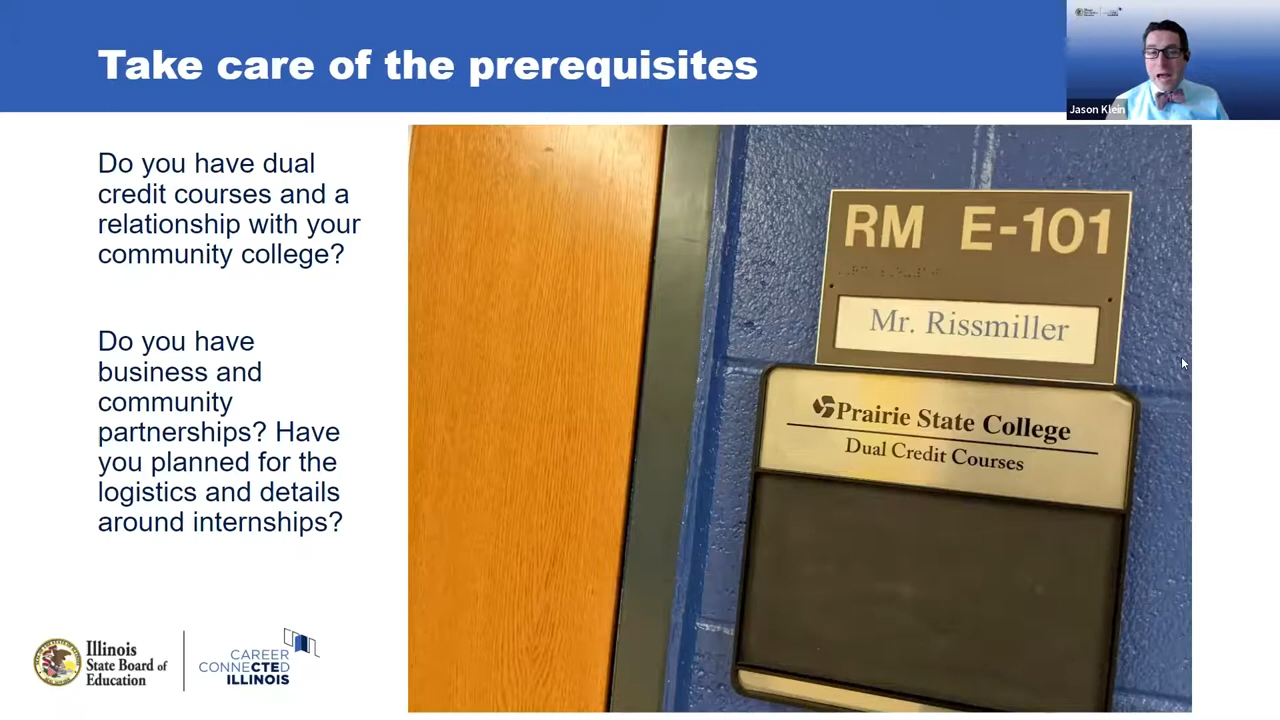 Take care of the prerequisites
Jason Klein
Do you have dual
credit courses and a
relationship with your
community college?
Do you have
business and
community
partnerships? Have
you planned for the
logistics and details
around internships?
RM E-101
Mr. Rissmiller
Prairie State College
Dual Credit Courses
Illinois
State Board of
Education
CAREER
CONNECTED
ILLINOIS